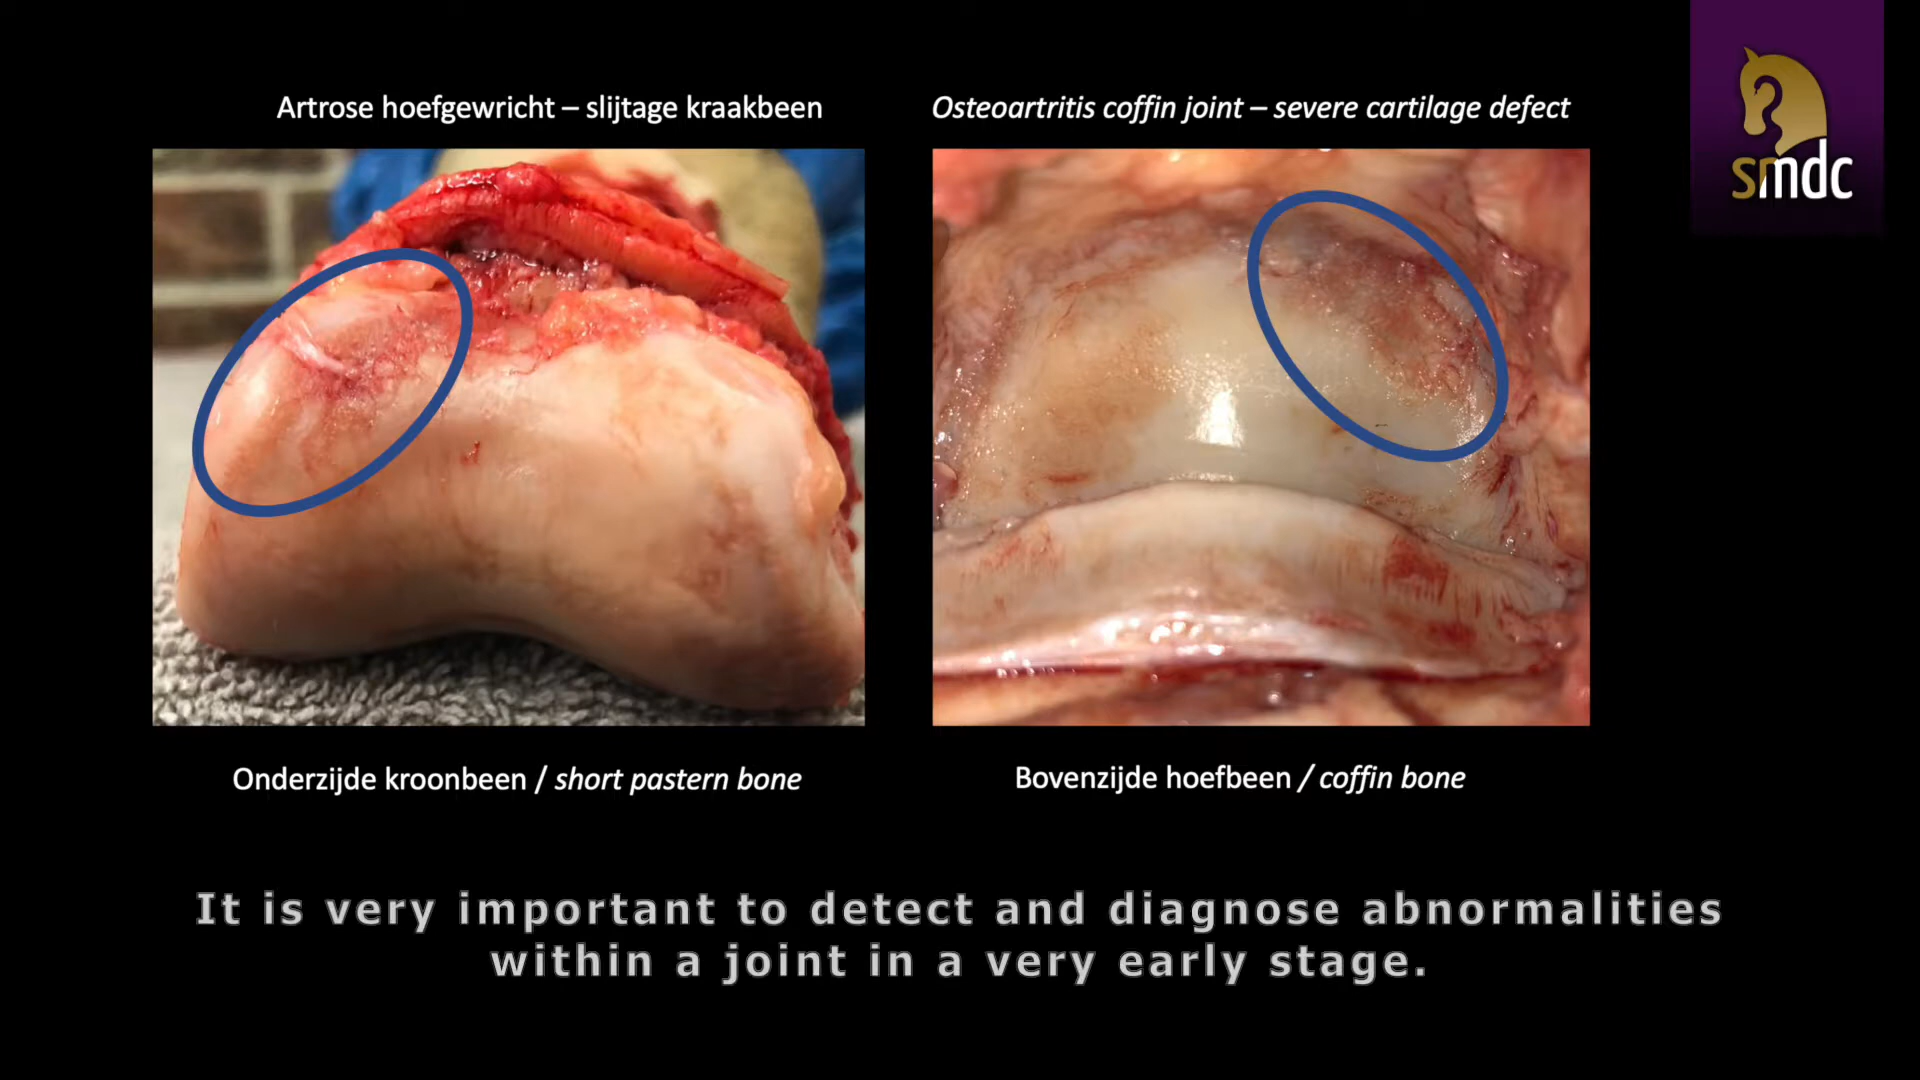 Artrose hoefgewricht – slijtage kraakbeen
Osteoartritis coffin joint – severe cartilage defect
smdc
Onderzijde kroonbeen / short pastern bone
Bovenzijde hoefbeen / coffin bone
It is very important to detect and diagnose abnormalities
within a joint in a very early stage.